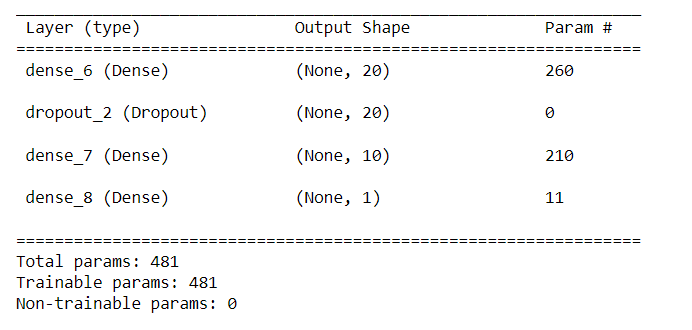 Layer (type) Output Shape Param #
=================================================================
dense_6 (Dense) (None, 20) 260
dropout_2 (Dropout) (None, 20) 0
dense_7 (Dense) (None, 10) 210
dense_8 (Dense) (None, 1) 11
=================================================================
Total params: 481
Trainable params: 481
Non-trainable params: 0